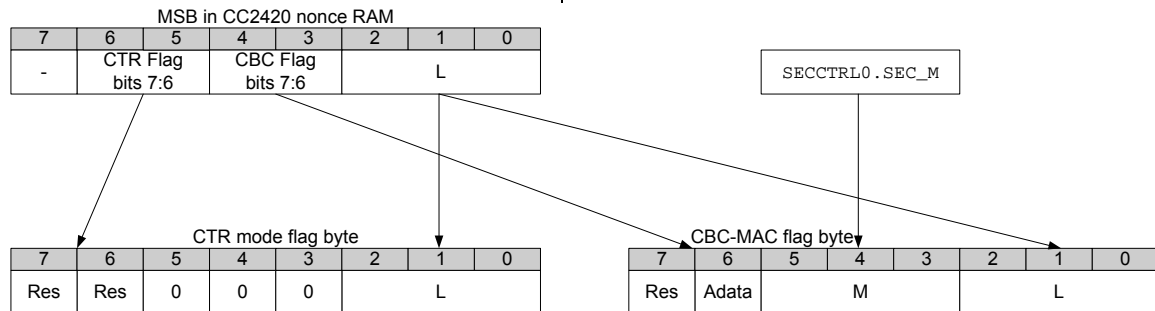 MSB in CC2420 nonce RAM
7 6 5 4 3 2 1 0
- CTR Flag bits 7:6 CBC Flag bits 7:6 L
SECCTRL0.SEC_M
CTR mode flag byte
7 6 5 4 3 2 1 0
Res Res 0 0 0 L
CBC-MAC flag byte
7 6 5 4 3 2 1 0
Res Adata M L